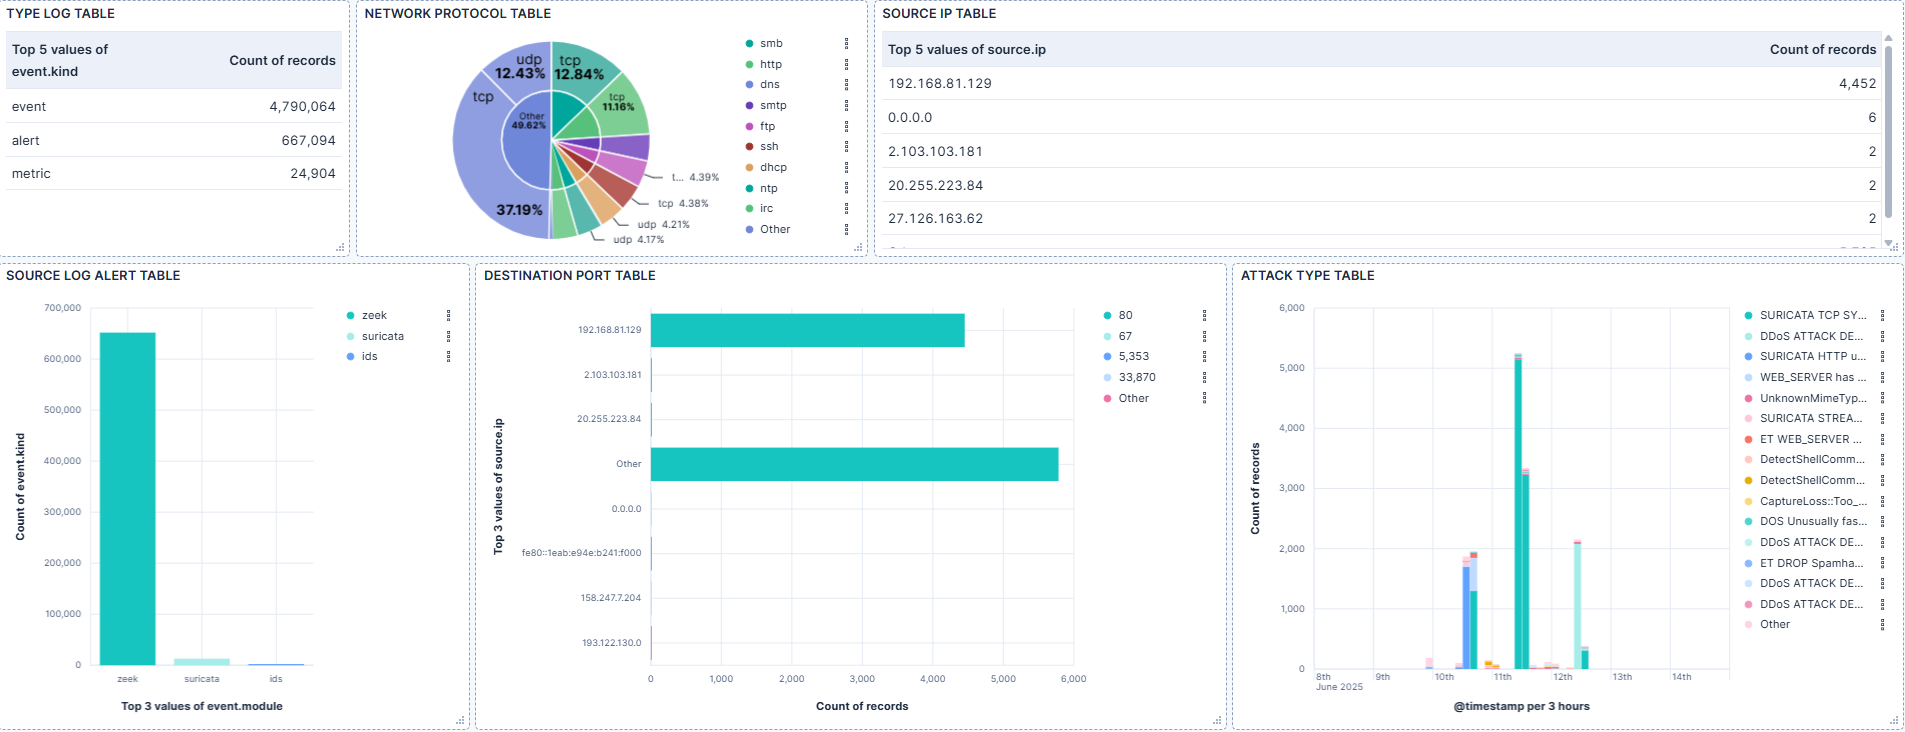 TYPE LOG TABLE
Top 5 values of
event.kind
Count of records
event 4,790,064
alert 667,094
metric 24,904
NETWORK PROTOCOL TABLE
udp
12.43%
tcp
12.84%
tcp
11.16%
tcp
Other
49.62%
37.19%
t... 4.39%
tcp 4.38%
udp 4.21%
udp 4.17%
smb
http
dns
smtp
ftp
ssh
dhcp
ntp
irc
Other
SOURCE IP TABLE
Top 5 values of source.ip Count of records
192.168.81.129 4,452
0.0.0.0 6
2.103.103.181 2
20.255.223.84 2
27.126.163.62 2
SOURCE LOG ALERT TABLE
Count of event.kind
700,000
600,000
500,000
400,000
300,000
200,000
100,000
0
zeek suricata ids
Top 3 values of event.module
zeek
suricata
ids
DESTINATION PORT TABLE
Top 3 values of source.ip
192.168.81.129
2.103.103.181
20.255.223.84
Other
0.0.0.0
fe80::1eab:e94e:b241:f000
158.247.7.204
193.122.130.0
0 1,000 2,000 3,000 4,000 5,000 6,000
Count of records
80
67
5,353
33,870
Other
ATTACK TYPE TABLE
Count of records
6,000
5,000
4,000
3,000
2,000
1,000
0
8th 9th 10th 11th 12th 13th 14th
June 2025
@timestamp per 3 hours
SURICATA TCP SY...
DDoS ATTACK DE...
SURICATA HTTP u...
WEB_SERVER has ...
UnknownMimeTyp...
SURICATA STREA...
ET WEB_SERVER ...
DetectShellComm...
DetectShellComm...
CaptureLoss::Too_...
DOS Unusually fas...
DDoS ATTACK DE...
ET DROP Spamha...
DDoS ATTACK DE...
DDoS ATTACK DE...
Other